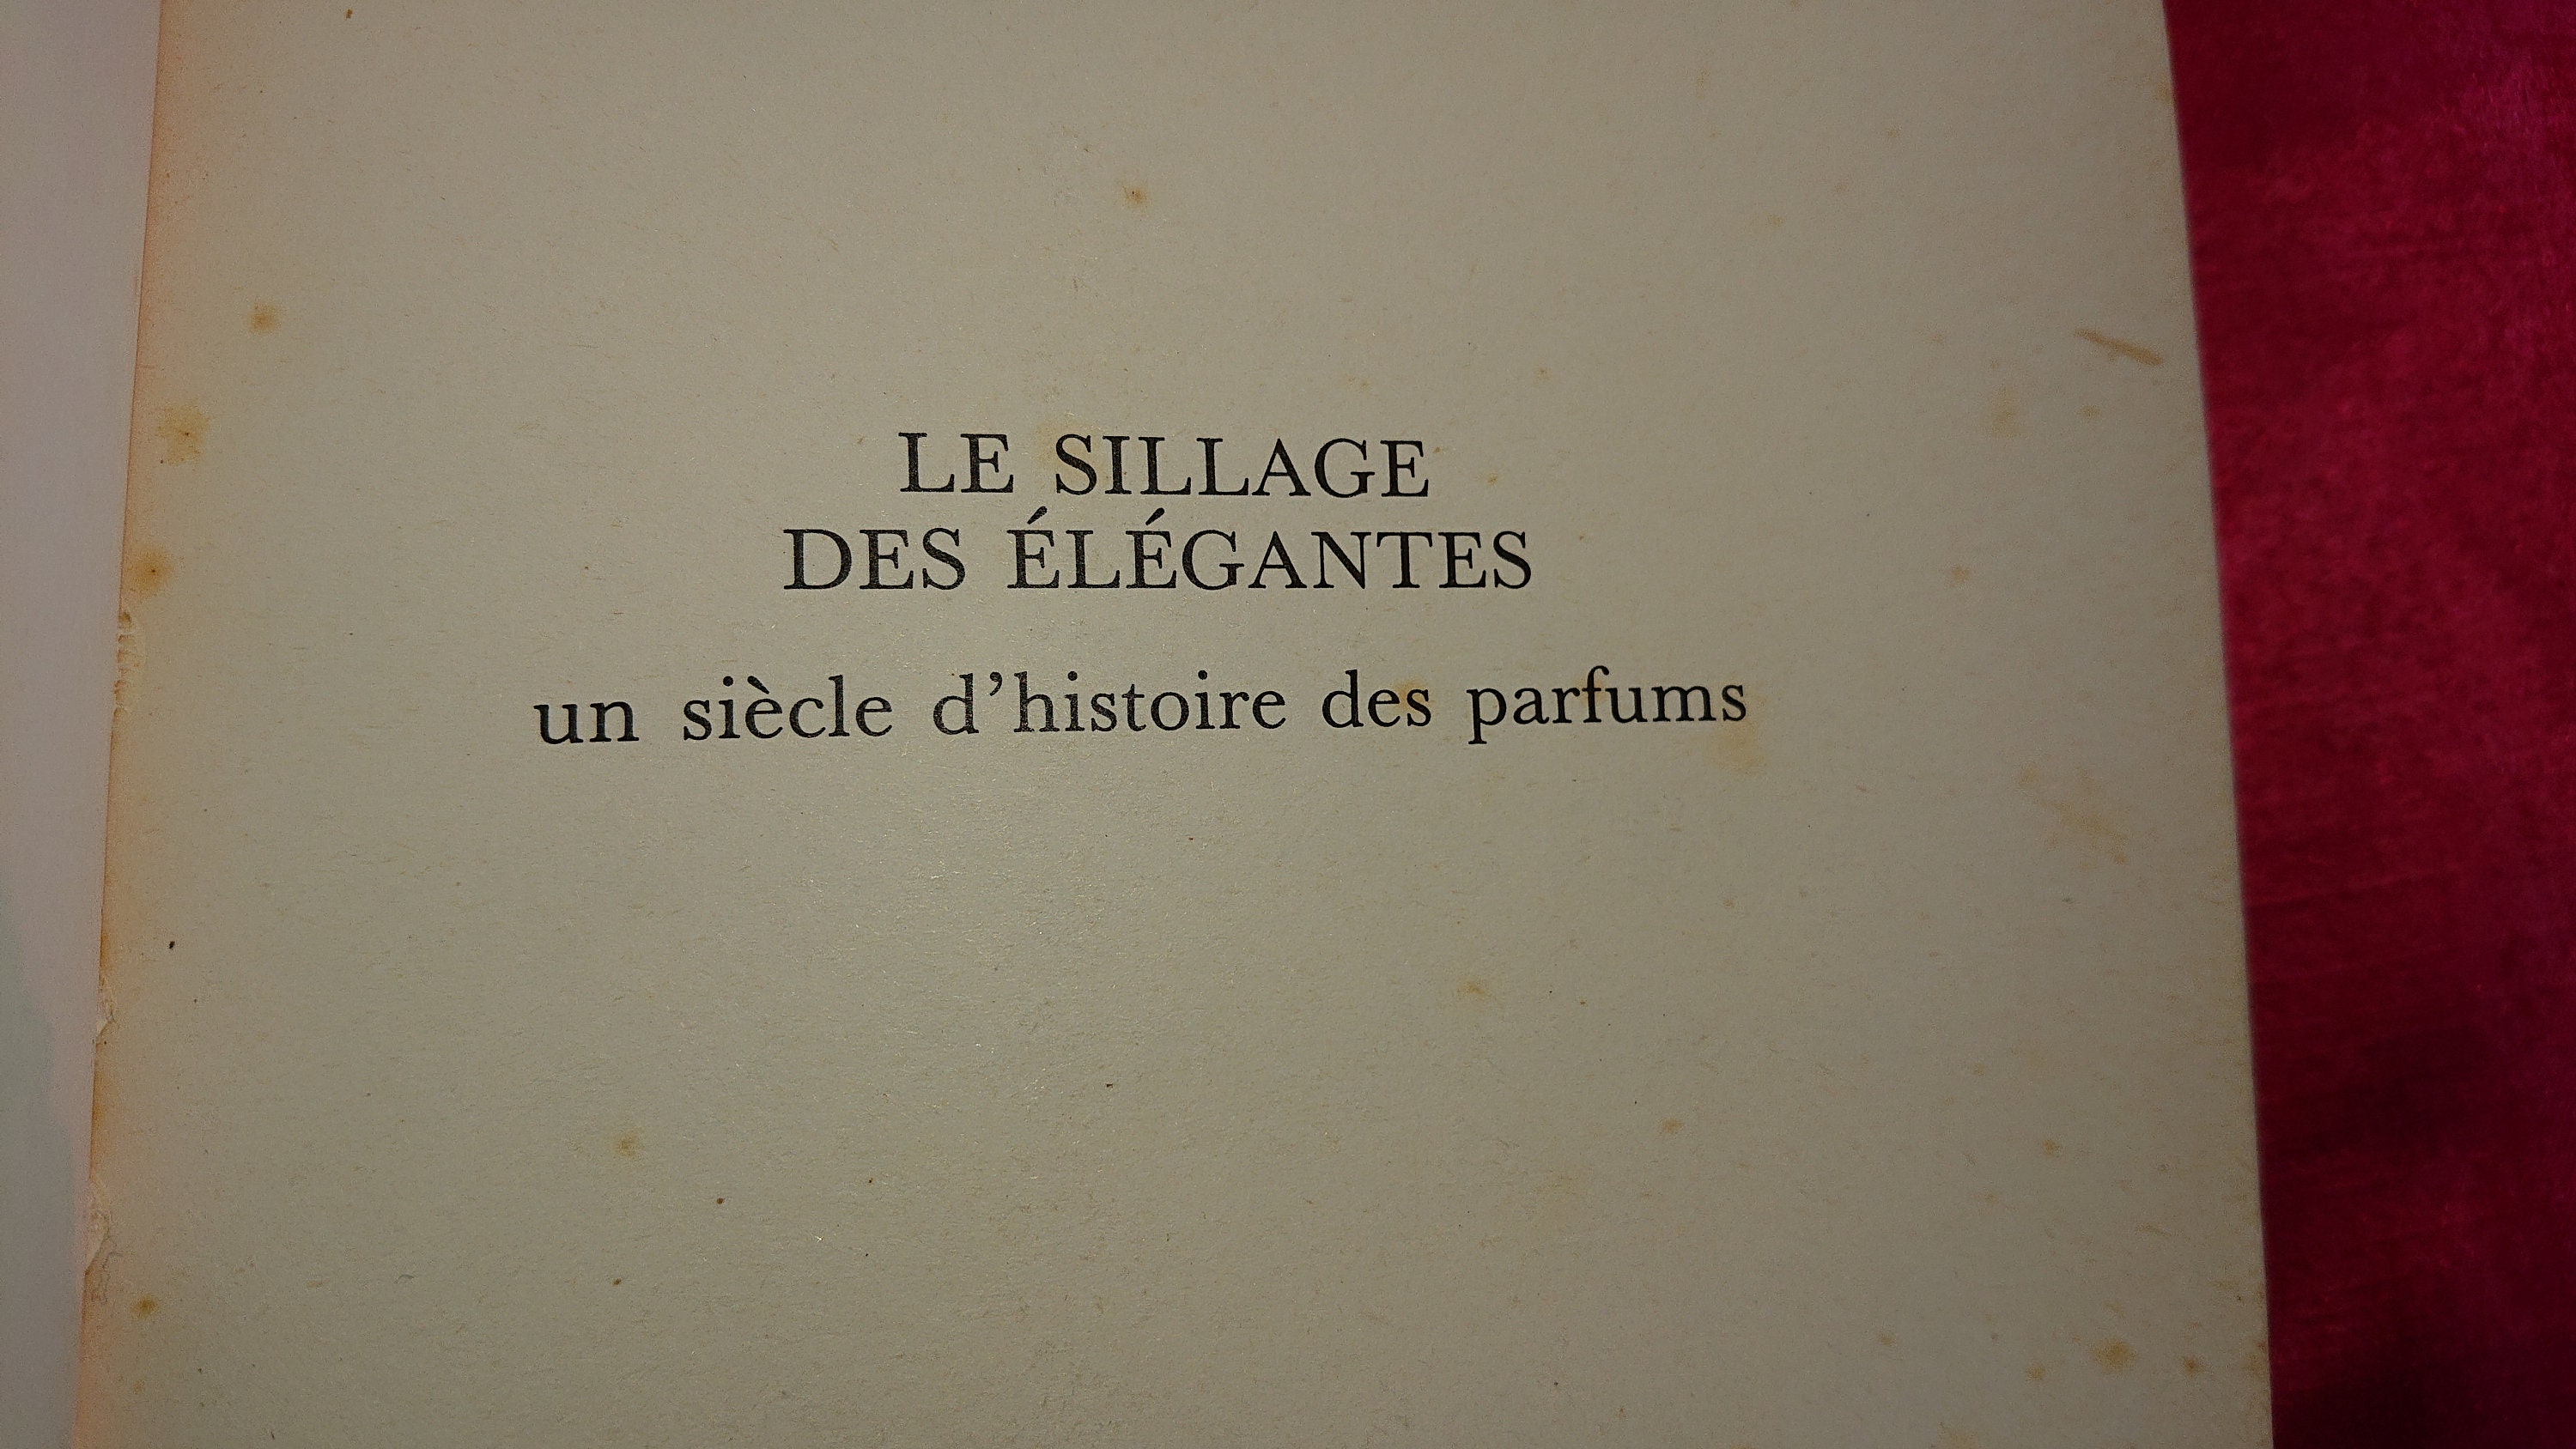 LE SILLAGE
DES ÉLÉGANTES
un siècle d’histoire des parfums